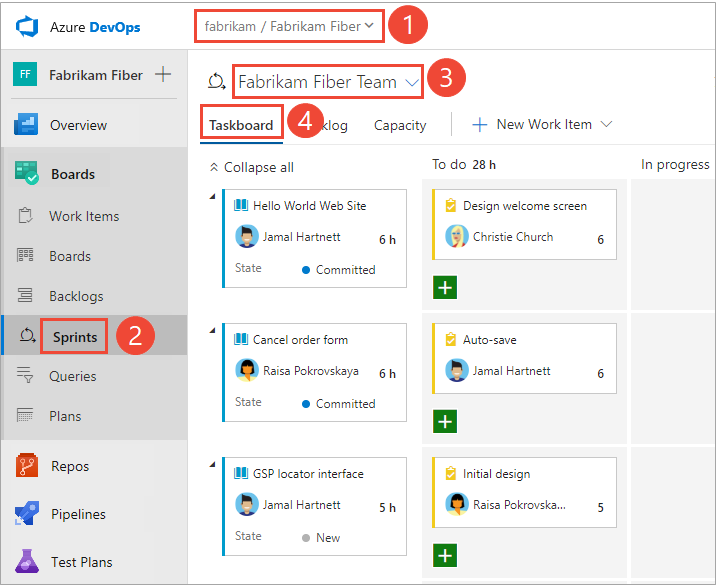 Azure DevOps
fabrikam / Fabrikam Fiber
1
FF
Fabrikam Fiber
Overview
Boards
Work Items
Boards
Backlogs
Sprints
2
Queries
Plans
Repos
Pipelines
Test Plans
Fabrikam Fiber Team
3
Taskboard
4
klog
Capacity
New Work Item
Collapse all
To do 28 h
In progress
Hello World Web Site
Jamal Hartnett
6 h
State
Committed
Design welcome screen
Christie Church
6
Cancel order form
Raisa Pokrovskaya
6 h
State
Committed
Auto-save
Jamal Hartnett
6
GSP locator interface
Jamal Hartnett
5 h
State
New
Initial design
Raisa Pokrovska...
5